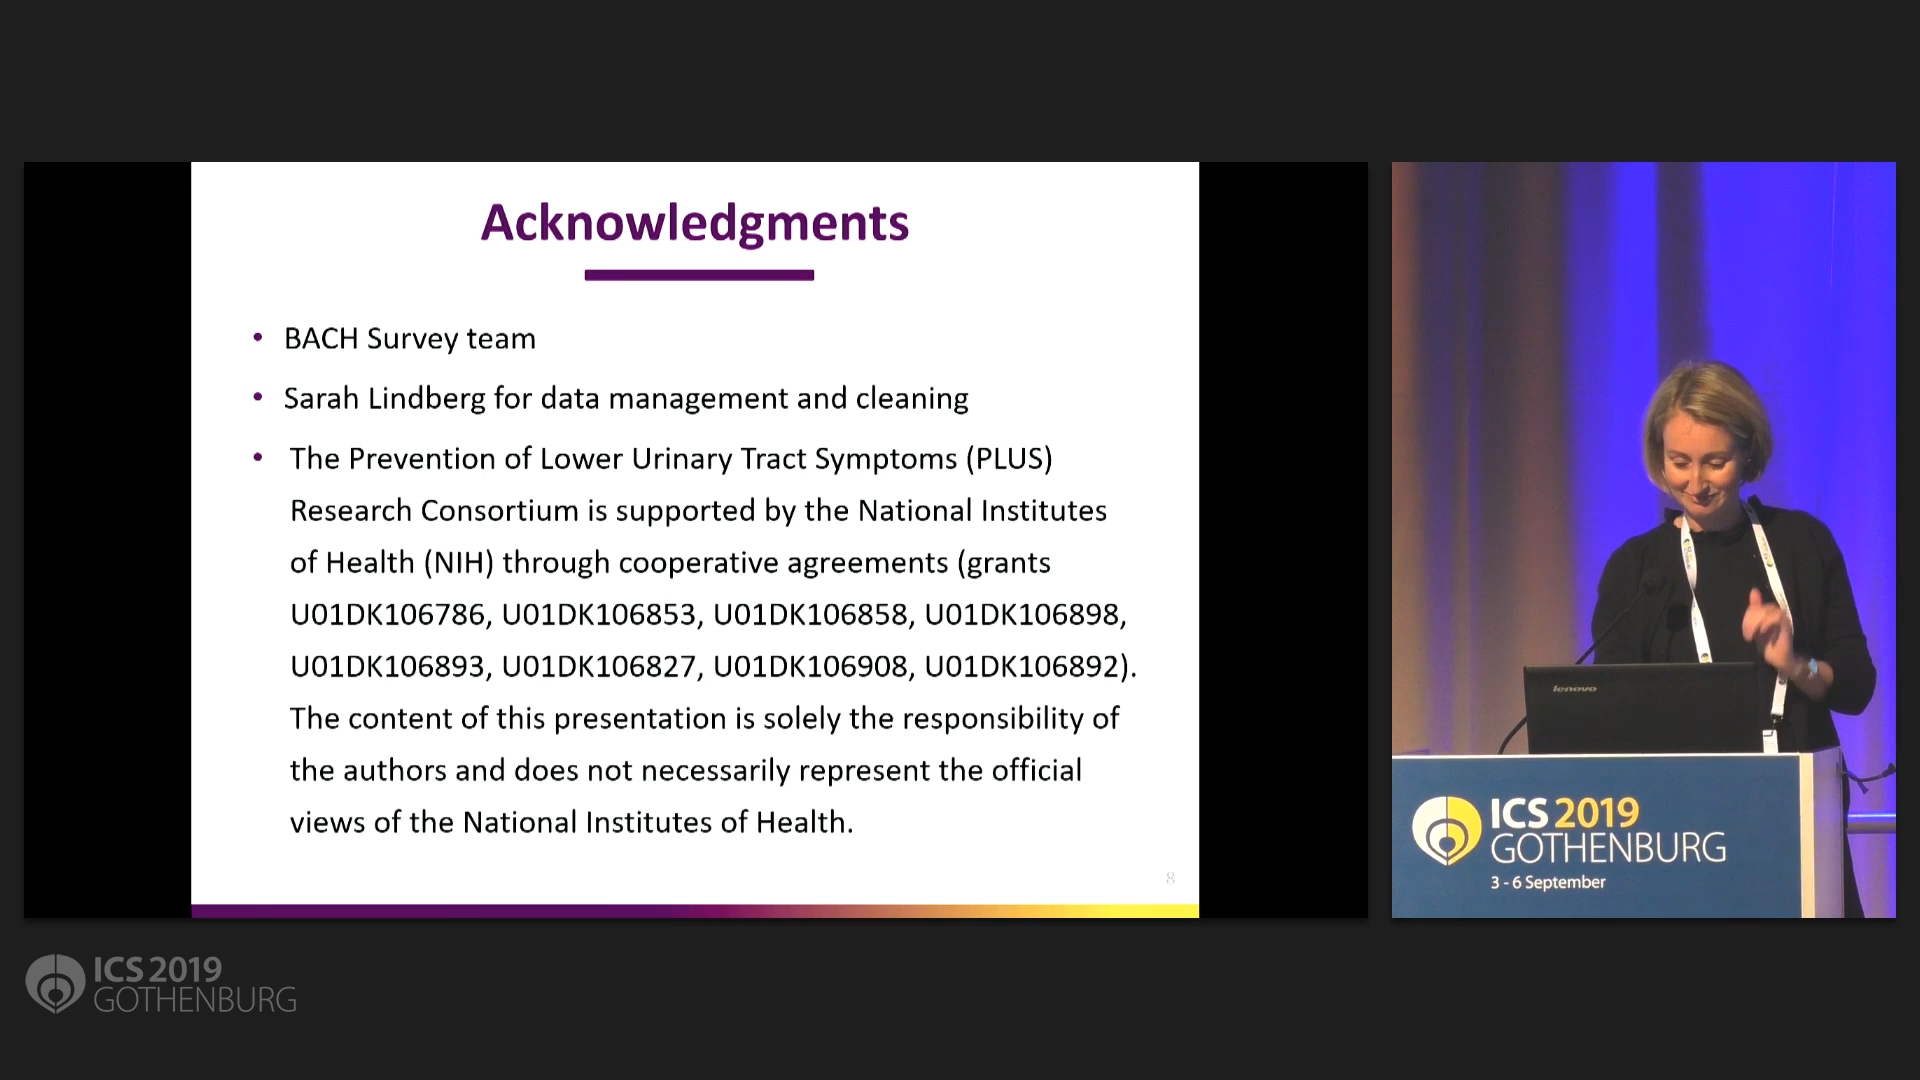 Acknowledgments
• BACH Survey team
• Sarah Lindberg for data management and cleaning
• The Prevention of Lower Urinary Tract Symptoms (PLUS)
Research Consortium is supported by the National Institutes
of Health (NIH) through cooperative agreements (grants
U01DK106786, U01DK106853, U01DK106858, U01DK106898,
U01DK106893, U01DK106827, U01DK106908, U01DK106892).
The content of this presentation is solely the responsibility of
the authors and does not necessarily represent the official
views of the National Institutes of Health.
8
lenovo
ICS 2019
GOTHENBURG
3 - 6 September
ICS 2019
GOTHENBURG